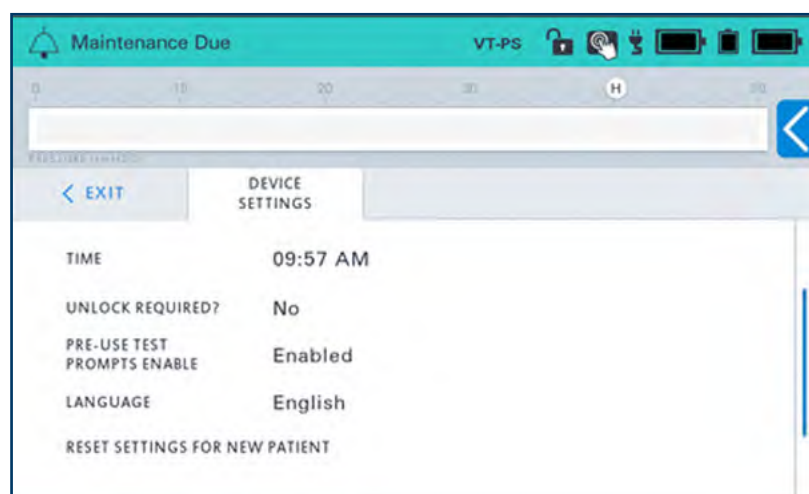 Maintenance Due VT-PS
0 10 20 30 H
EXIT
DEVICE
SETTINGS
TIME 09:57 AM
UNLOCK REQUIRED? No
PRE-USE TEST
PROMPTS ENABLE Enabled
LANGUAGE English
RESET SETTINGS FOR NEW PATIENT